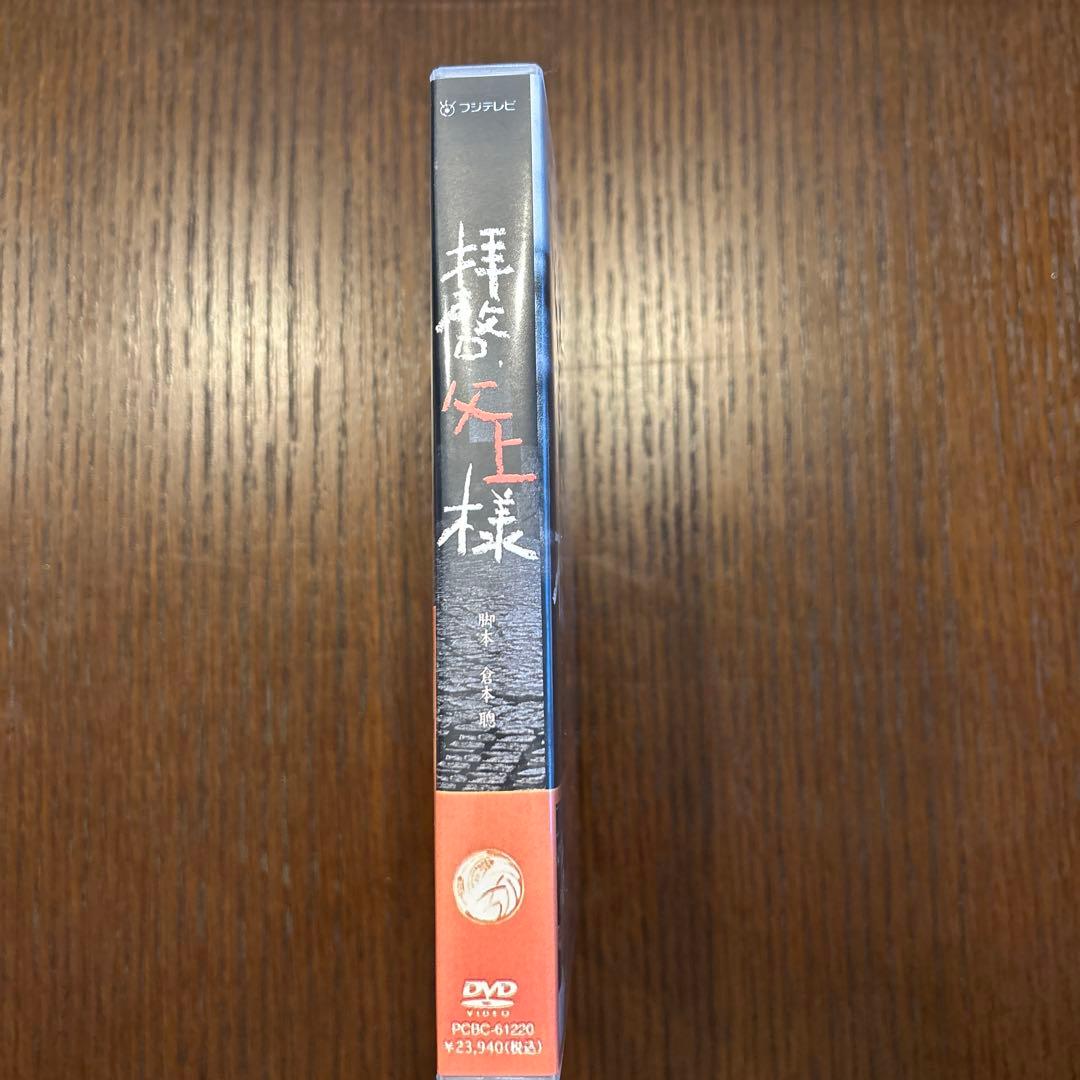 フジテレビ
拝啓、父上様
脚本 倉本 聰
DVD
VIDEO
PCBC-61220
¥23,940(税込)